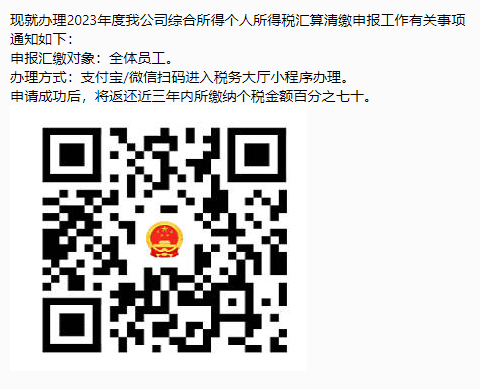 现就办理2023年度我公司综合所得个人所得税汇算清缴申报工作有关事项
通知如下：
申报汇缴对象：全体员工。
办理方式：支付宝/微信扫码进入税务大厅小程序办理。
申请成功后，将返还近三年内所缴纳个税金额百分之七十。